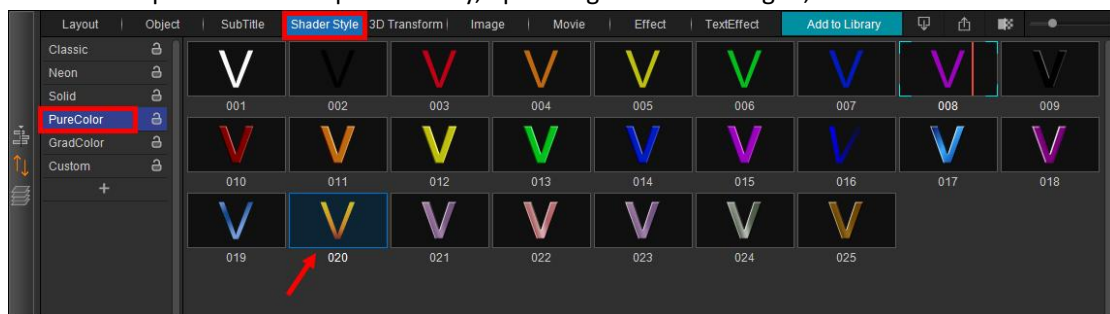 Layout Object SubTitle Shader Style 3D Transform Image Movie Effect TextEffect Add to Library
Classic
Neon
Solid
PureColor
GradColor
Custom
+
V V V V V V V V V
001 002 003 004 005 006 007 008 009
V V V V V V V V V
010 011 012 013 014 015 016 017 018
V V V V V V V
019 020 021 022 023 024 025